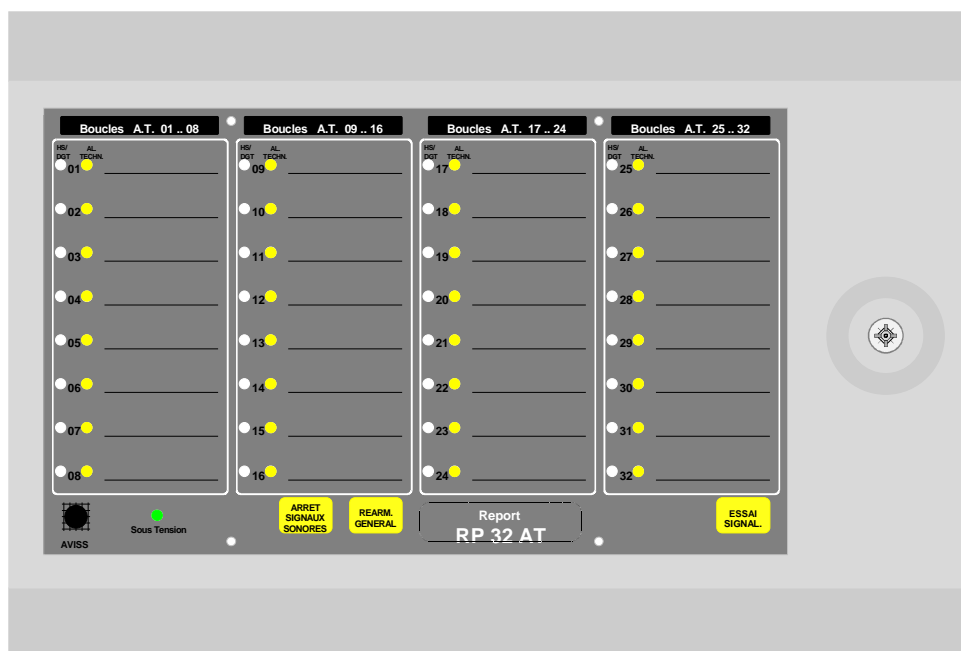 Boucles A.T. 01 .. 08
HS/ AL.
DGT TECHN.
01
02
03
04
05
06
07
08
Boucles A.T. 09 .. 16
HS/ AL.
DGT TECHN.
09
10
11
12
13
14
15
16
Boucles A.T. 17 .. 24
HS/ AL.
DGT TECHN.
17
18
19
20
21
22
23
24
Boucles A.T. 25 .. 32
HS/ AL.
DGT TECHN.
25
26
27
28
29
30
31
32
AVISS
Sous Tension
ARRET
SIGNAUX
SONORES
REARM.
GENERAL
Report
RP 32 AT
ESSAI
SIGNAL.